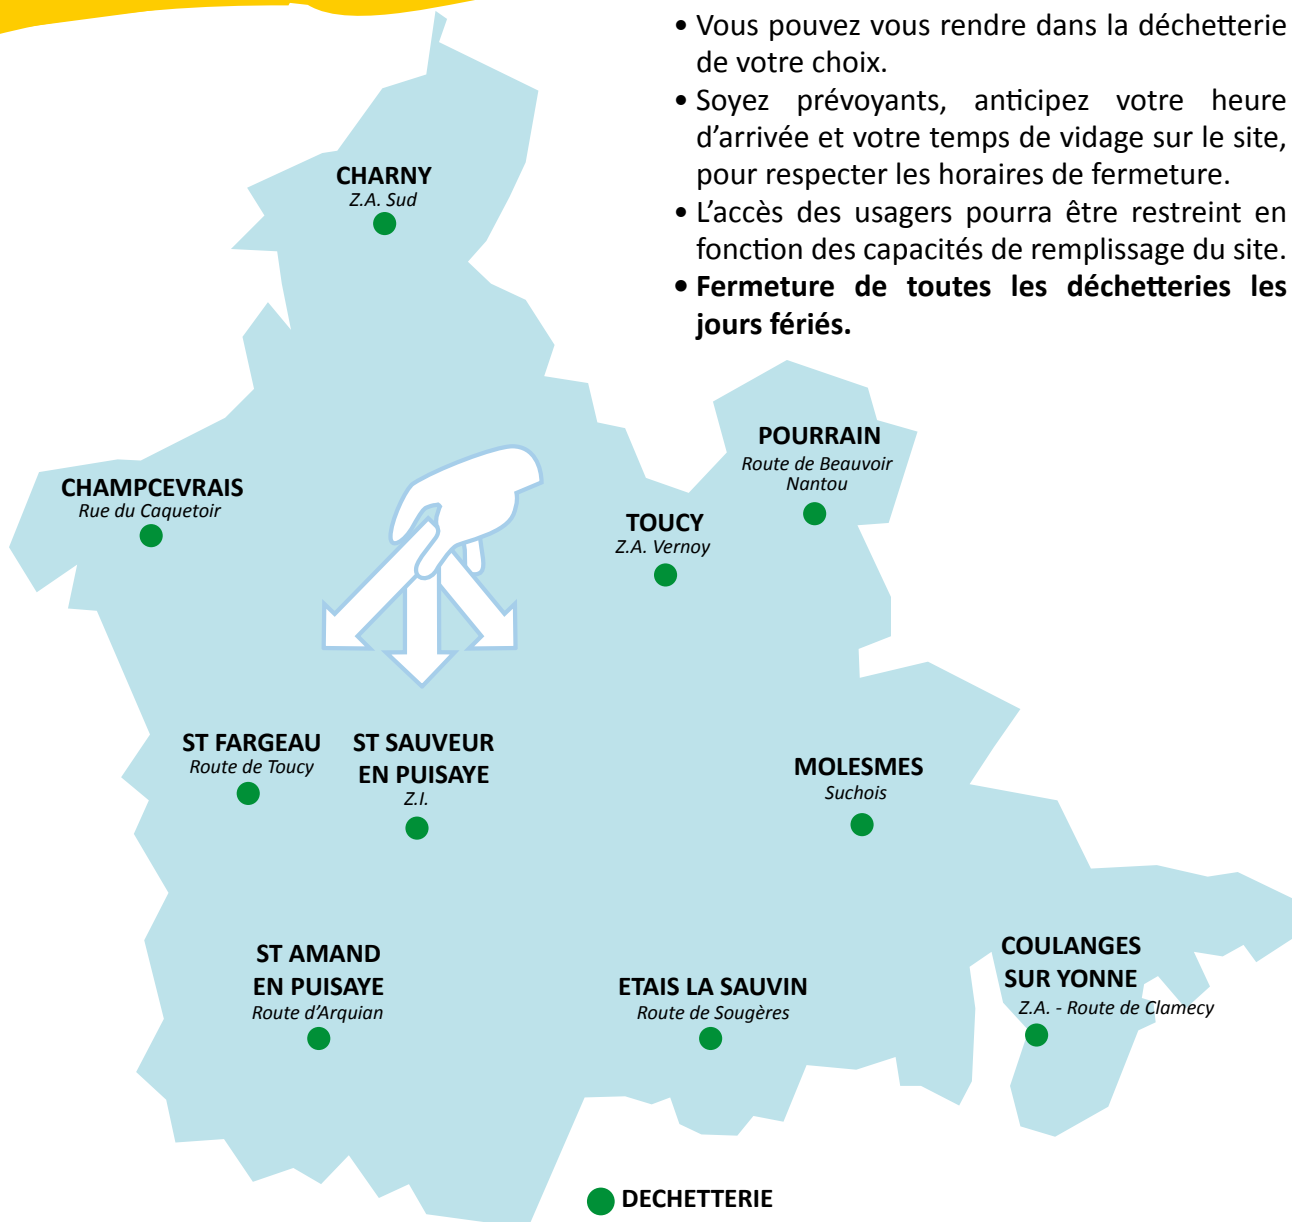 • Vous pouvez vous rendre dans la déchetterie
de votre choix.
• Soyez prévoyants, anticipez votre heure
d’arrivée et votre temps de vidage sur le site,
pour respecter les horaires de fermeture.
• L’accès des usagers pourra être restreint en
fonction des capacités de remplissage du site.
• Fermeture de toutes les déchetteries les
jours fériés.
CHARNY
Z.A. Sud
POURRAIN
Route de Beauvoir
Nantou
CHAMPCEVRAIS
Rue du Caquetoir
TOUCY
Z.A. Vernoy
ST FARGEAU
Route de Toucy
ST SAUVEUR
EN PUISAYE
Z.I.
MOLESMES
Suchois
ST AMAND
EN PUISAYE
Route d’Arquian
ETAIS LA SAUVIN
Route de Sougères
COULANGES
SUR YONNE
Z.A. - Route de Clamecy
DECHETTERIE